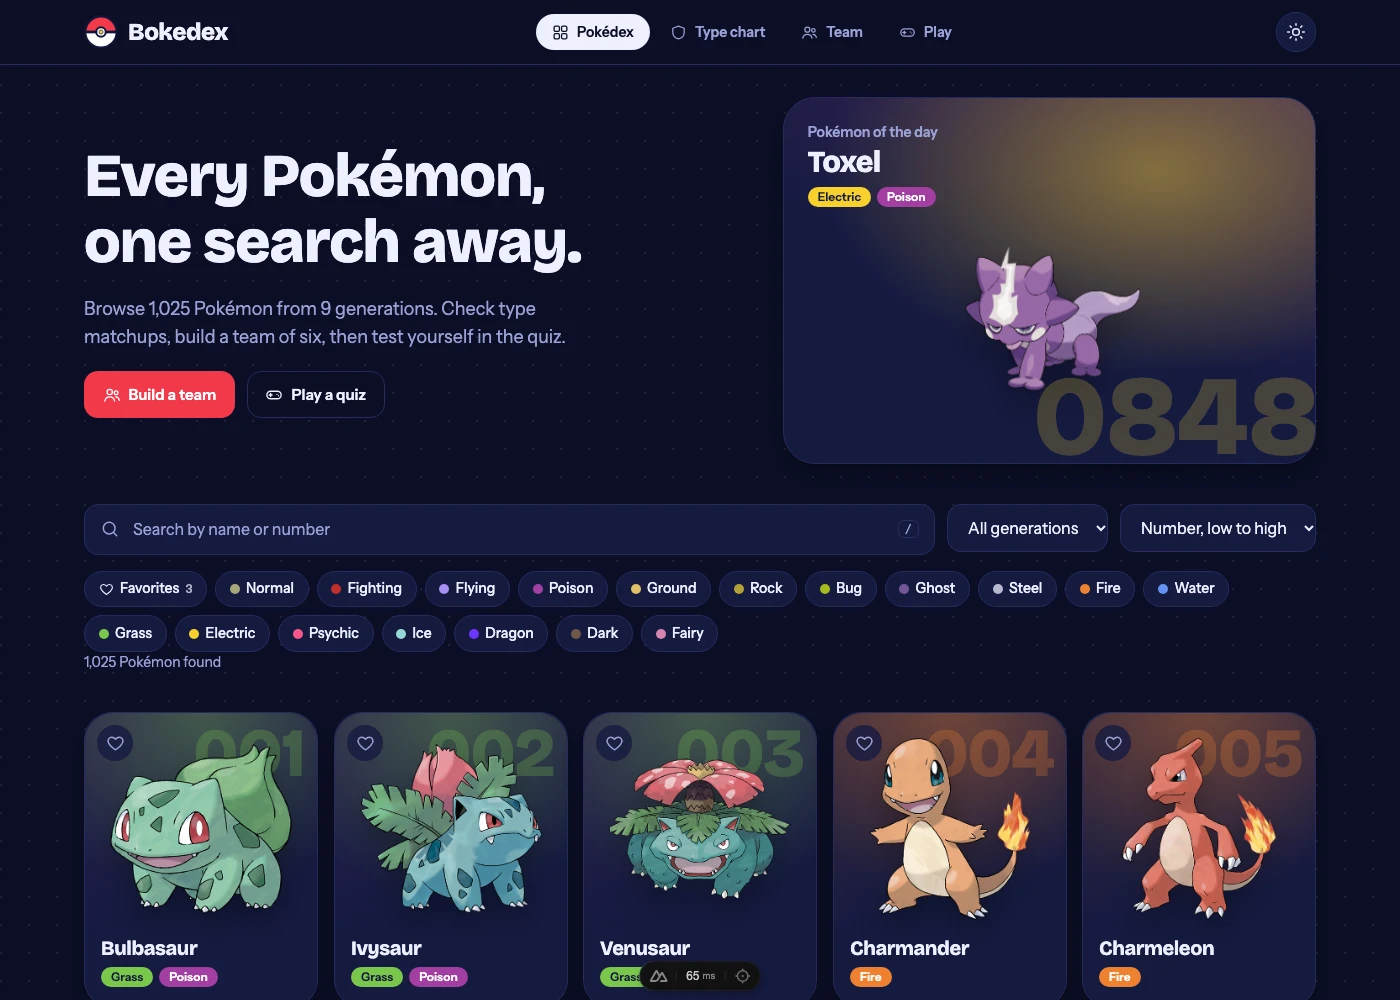 Bokedex
Pokédex
Type chart
Team
Play
Every Pokémon,
one search away.
Browse 1,025 Pokémon from 9 generations. Check type
matchups, build a team of six, then test yourself in the quiz.
Build a team
Play a quiz
Pokémon of the day
Toxel
Electric
Poison
0848
Search by name or number
/
All generations
Number, low to high
Favorites 3
Normal
Fighting
Flying
Poison
Ground
Rock
Bug
Ghost
Steel
Fire
Water
Grass
Electric
Psychic
Ice
Dragon
Dark
Fairy
1,025 Pokémon found
001
Bulbasaur
Grass
Poison
002
Ivysaur
Grass
Poison
003
Venusaur
Grass
004
Charmander
Fire
005
Charmeleon
Fire
65 ms